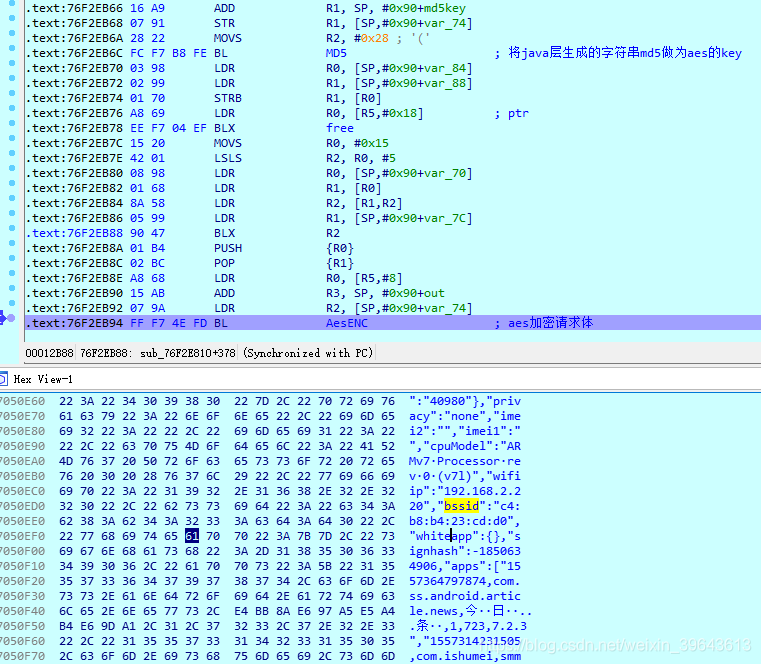 .text:76F2EB66 16 A9 ADD R1, SP, #0x90+md5key
.text:76F2EB68 07 91 STR R1, [SP,#0x90+var_74]
.text:76F2EB6A 28 22 MOVS R2, #0x28 ; '('
.text:76F2EB6C FC F7 B8 FE BL MD5 ; 将java层生成的字符串md5做为aes的key
.text:76F2EB70 03 98 LDR R0, [SP,#0x90+var_84]
.text:76F2EB72 02 99 LDR R1, [SP,#0x90+var_88]
.text:76F2EB74 01 70 STRB R1, [R0]
.text:76F2EB76 A8 69 LDR R0, [R5,#0x18] ; ptr
.text:76F2EB78 EE F7 04 EF BLX free
.text:76F2EB7C 15 20 MOVS R0, #0x15
.text:76F2EB7E 42 01 LSLS R2, R0, #5
.text:76F2EB80 08 98 LDR R0, [SP,#0x90+var_70]
.text:76F2EB82 01 68 LDR R1, [R0]
.text:76F2EB84 8A 58 LDR R2, [R1,R2]
.text:76F2EB86 05 99 LDR R1, [SP,#0x90+var_7C]
.text:76F2EB88 90 47 BLX R2
.text:76F2EB8A 01 B4 PUSH {R0}
.text:76F2EB8C 02 BC POP {R1}
.text:76F2EB8E A8 68 LDR R0, [R5,#8]
.text:76F2EB90 15 AB ADD R3, SP, #0x90+out
.text:76F2EB92 07 9A LDR R2, [SP,#0x90+var_74]
.text:76F2EB94 FF F7 4E FD BL AesENC ; aes加密请求体
00012B88 76F2EB88: sub_76F2E810+378 (Synchronized with PC)
Hex View-1
7050EE60 22 3A 22 34 30 39 38 30 22 7D 2C 22 70 72 69 76 ":"40980"},"priv
7050EE70 61 63 79 22 3A 22 6E 6F 6E 65 22 2C 22 69 6D 65 acy":"none","ime
7050EE80 69 32 22 3A 22 22 2C 22 69 6D 65 69 31 22 3A 22 i2":"","imei1":"
7050EE90 22 2C 22 63 70 75 4D 6F 64 65 6C 22 3A 22 41 52 ","cpuModel":"AR
7050EEA0 4D 76 37 20 50 72 6F 63 65 73 73 6F 72 20 72 65 Mv7·Processor·re
7050EEB0 76 20 30 20 28 76 37 6C 29 22 2C 22 77 69 66 69 v·0·(v7l)","wifi
7050EEC0 69 70 22 3A 22 31 39 32 2E 31 36 38 2E 32 2E 32 ip":"192.168.2.2
7050EED0 30 22 2C 22 62 73 73 69 64 22 3A 22 63 34 3A 20","bssid":"c4:
7050EEE0 62 38 3A 62 34 3A 32 33 3A 63 64 3A 64 30 22 2C b8:b4:23:cd:d0",
7050EEF0 22 77 68 69 74 65 61 70 70 22 3A 7B 7D 2C 22 73 "whiteapp":{},"s
7050EF00 69 67 6E 68 61 73 68 22 3A 2D 31 38 35 30 36 33 ignhash":-185063
7050EF10 34 39 30 36 2C 22 61 70 70 73 22 3A 5B 22 31 35 4906,"apps":["15
7050EF20 35 37 33 36 34 37 39 37 38 37 34 2C 63 6F 6D 2E 57364797874,com.
7050EF30 73 73 2E 61 6E 64 72 6F 69 64 2E 61 72 74 69 63 ss.android.artic
7050EF40 6C 65 2E 6E 65 77 73 2C E4 BB 8A E6 97 A5 E5 A4 le.news,今··日··..
7050EF50 B4 E6 9D A1 2C 31 2C 37 32 33 2C 37 2E 32 2E 33 .条··,1,723,7.2.3
7050EF60 22 2C 22 31 35 35 37 33 31 34 32 33 31 35 30 35 ","1557314231505
7050EF70 2C 63 6F 6D 2E 69 73 68 75 6D 65 69 2C 73 6D 6D ,com.ishumei,smm
https://blog.csdn.net/weixin_39643613